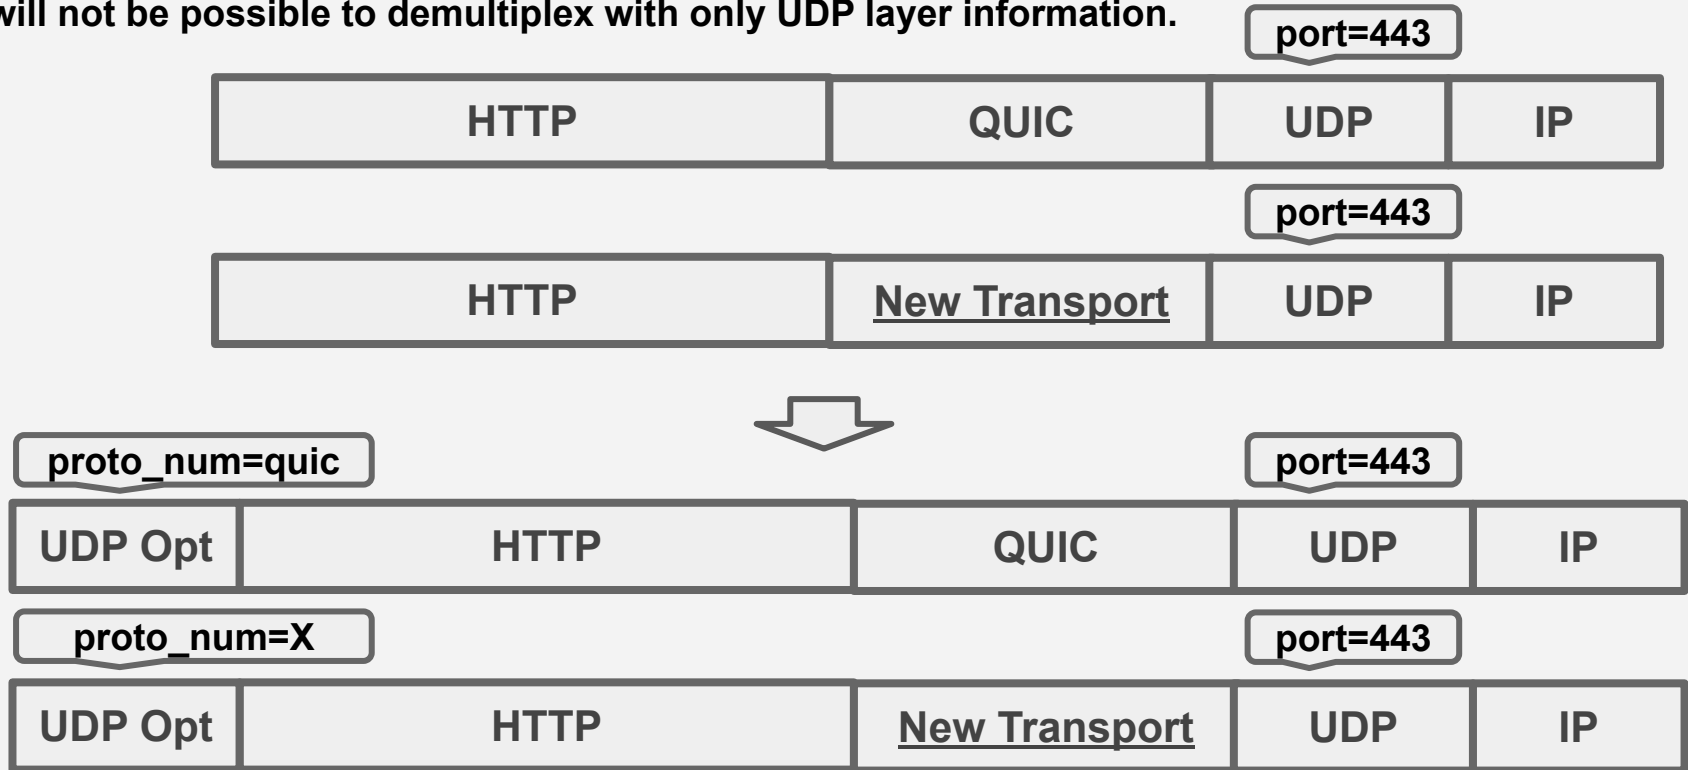 will not be possible to demultiplex with only UDP layer information.
port=443
HTTP QUIC UDP IP
port=443
HTTP New Transport UDP IP
proto_num=quic port=443
UDP Opt HTTP QUIC UDP IP
proto_num=X port=443
UDP Opt HTTP New Transport UDP IP